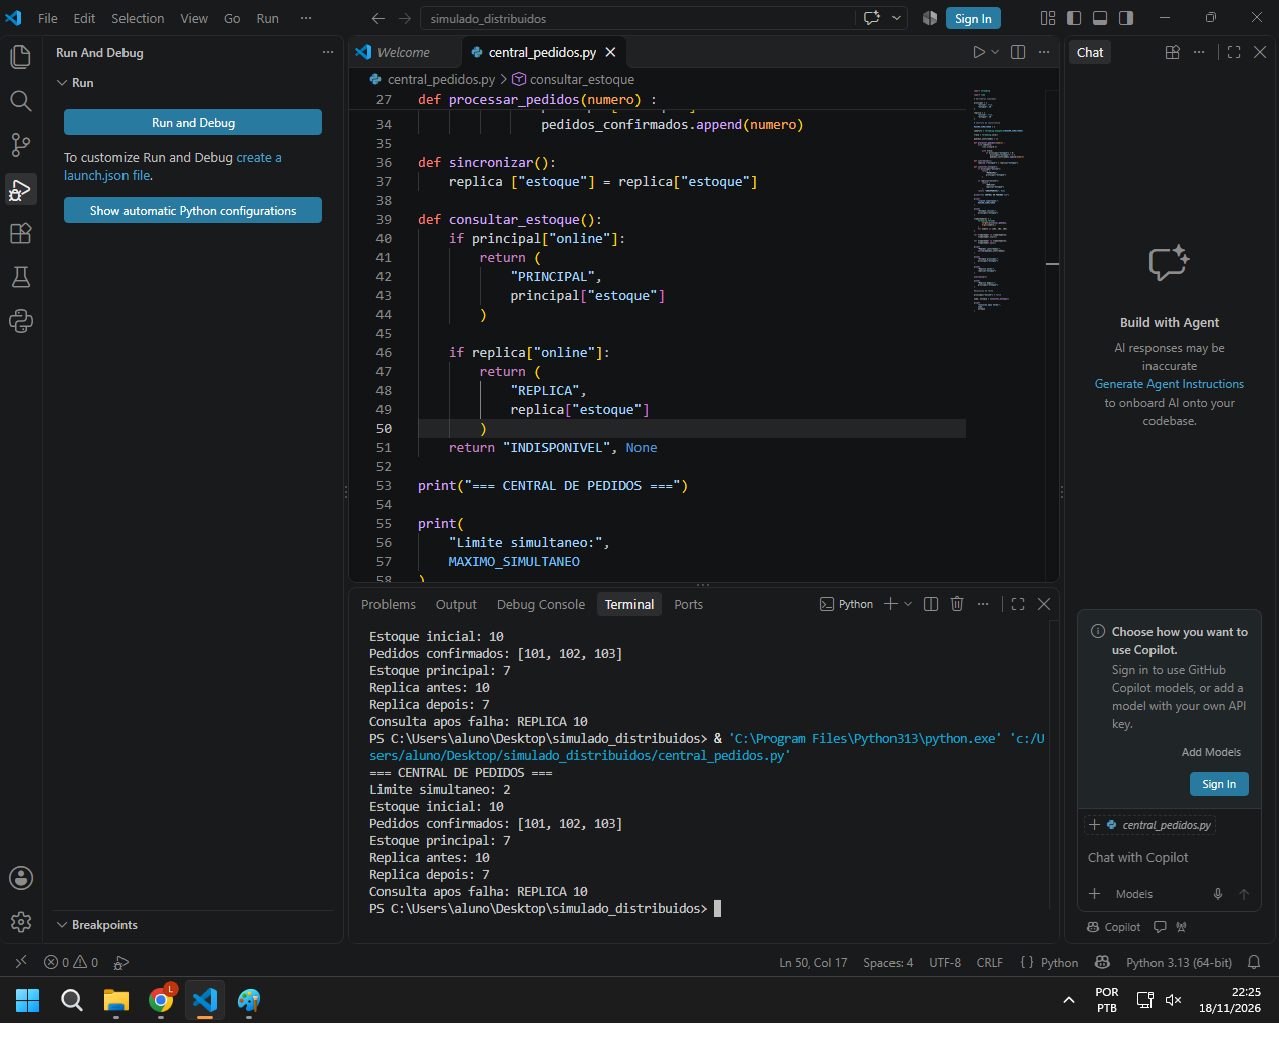 File Edit Selection View Go Run ··· simulado_distribuidos Sign In
Run And Debug
Run
Run and Debug
To customize Run and Debug create a
launch.json file.
Show automatic Python configurations
Breakpoints
Welcome central_pedidos.py
central_pedidos.py > consultar_estoque
27 def processar_pedidos(numero) :
34 pedidos_confirmados.append(numero)
35
36 def sincronizar():
37 replica ["estoque"] = replica["estoque"]
38
39 def consultar_estoque():
40 if principal["online"]:
41 return (
42 "PRINCIPAL",
43 principal["estoque"]
44 )
45
46 if replica["online"]:
47 return (
48 "REPLICA",
49 replica["estoque"]
50 )
51 return "INDISPONIVEL", None
52
53 print("=== CENTRAL DE PEDIDOS ===")
54
55 print(
56 "Limite simultaneo:",
57 MAXIMO_SIMULTANEO
58 )
Problems Output Debug Console Terminal Ports Python
Estoque inicial: 10
Pedidos confirmados: [101, 102, 103]
Estoque principal: 7
Replica antes: 10
Replica depois: 7
Consulta apos falha: REPLICA 10
PS C:\Users\aluno\Desktop\simulado_distribuidos> & 'C:\Program Files\Python313\python.exe' 'c:/U
sers/aluno/Desktop/simulado_distribuidos/central_pedidos.py'
=== CENTRAL DE PEDIDOS ===
Limite simultaneo: 2
Estoque inicial: 10
Pedidos confirmados: [101, 102, 103]
Estoque principal: 7
Replica antes: 10
Replica depois: 7
Consulta apos falha: REPLICA 10
PS C:\Users\aluno\Desktop\simulado_distribuidos>
Chat
Build with Agent
AI responses may be
inaccurate
Generate Agent Instructions
to onboard AI onto your
codebase.
Choose how you want to
use Copilot.
Sign in to use GitHub
Copilot models, or add a
model with your own API
key.
Add Models
Sign In
central_pedidos.py
Chat with Copilot
Models
Copilot
0 0 Ln 50, Col 17 Spaces: 4 UTF-8 CRLF { } Python Python 3.13 (64-bit)
L
POR
PTB
22:25
18/11/2026